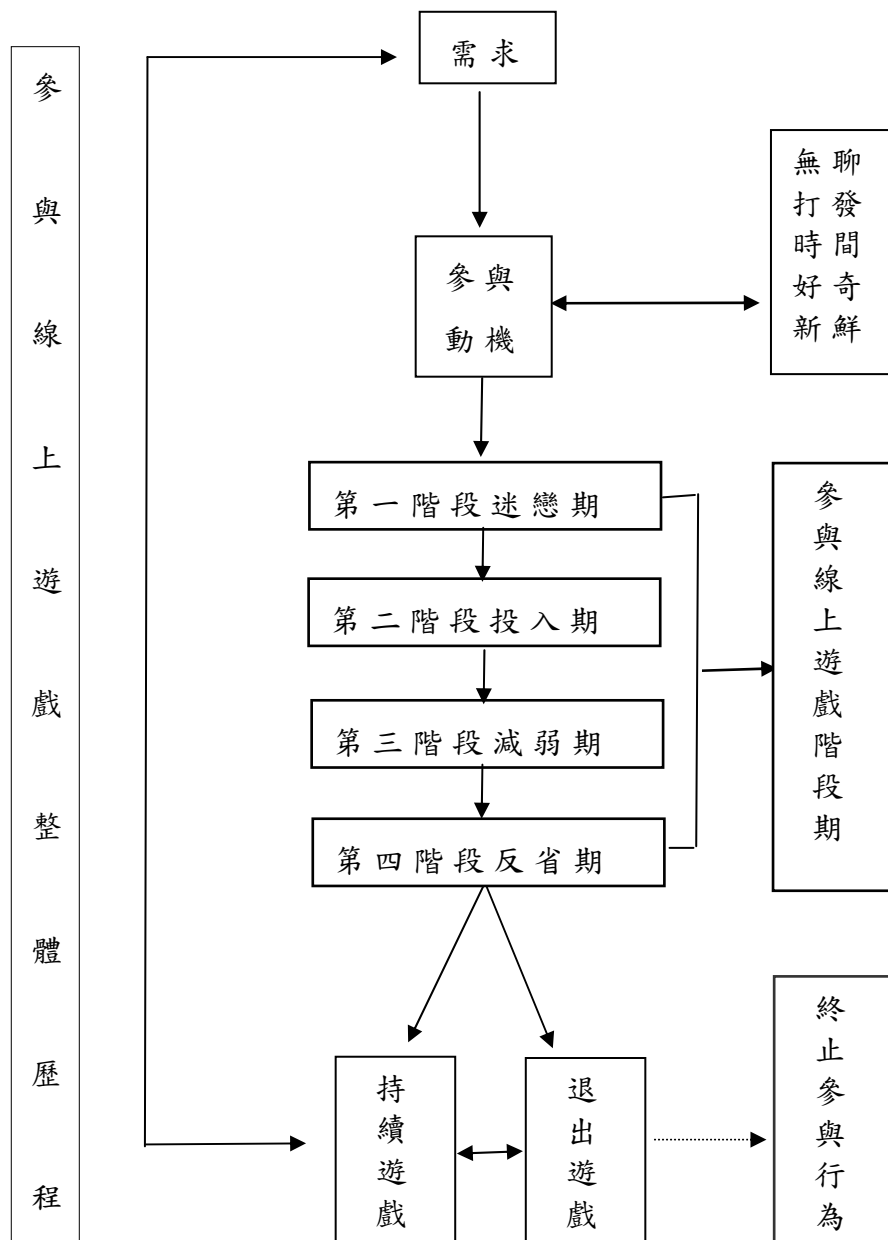 參與線上遊戲整體歷程
需求
參與
動機
無聊
打發
時間
好奇
新鮮
第一階段迷戀期
第二階段投入期
第三階段減弱期
第四階段反省期
參與線上遊戲階段期
持續遊戲
退出遊戲
終止參與行為